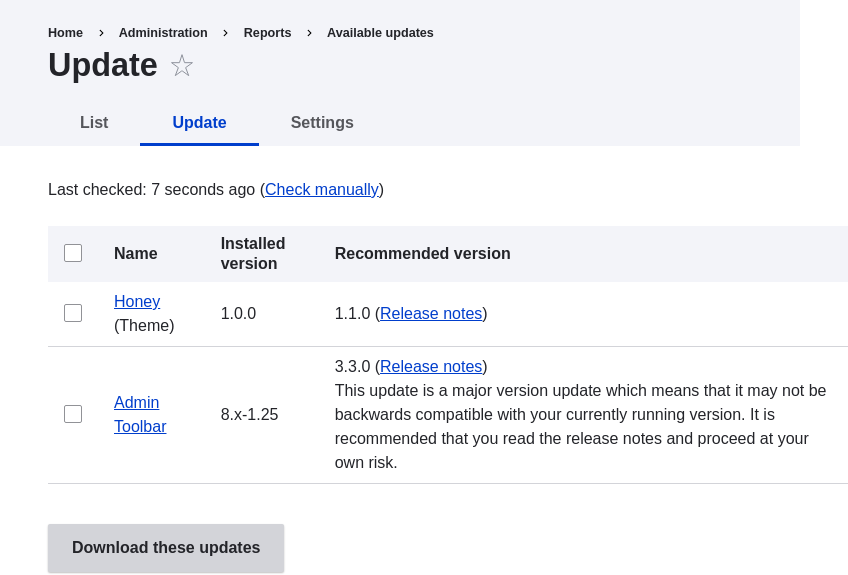 Home > Administration > Reports > Available updates
Update ☆
List Update Settings
Last checked: 7 seconds ago (Check manually)
Name Installed version Recommended version
Honey (Theme) 1.0.0 1.1.0 (Release notes)
Admin Toolbar 8.x-1.25 3.3.0 (Release notes)
This update is a major version update which means that it may not be
backwards compatible with your currently running version. It is
recommended that you read the release notes and proceed at your
own risk.
Download these updates